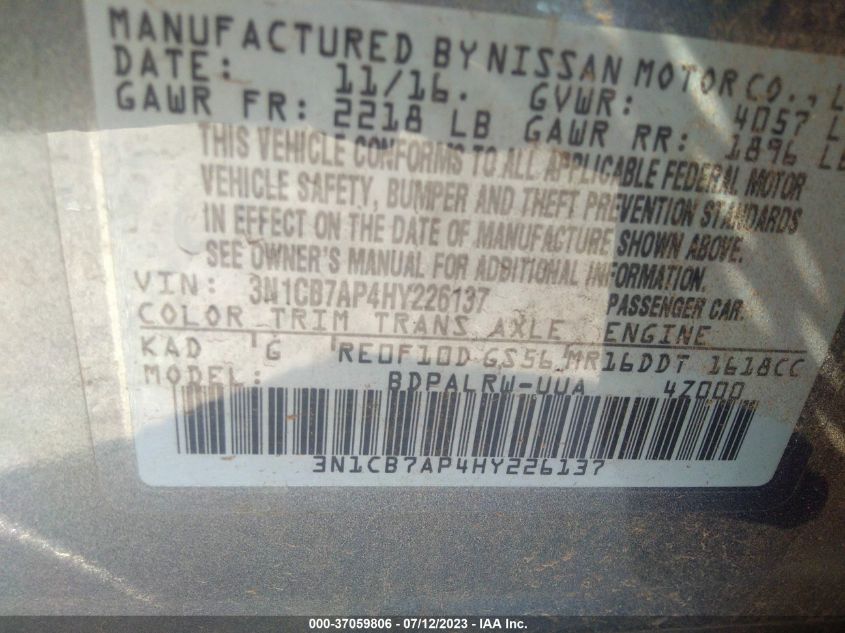 MANUFACTURED BY NISSAN MOTOR CO., L
DATE: 11/16. GVWR: 4057 L
GAWR FR: 2218 LB GAWR RR: 1896 LB
THIS VEHICLE CONFORMS TO ALL APPLICABLE FEDERAL MOTOR
VEHICLE SAFETY, BUMPER AND THEFT PREVENTION STANDARDS
IN EFFECT ON THE DATE OF MANUFACTURE SHOWN ABOVE.
SEE OWNER'S MANUAL FOR ADDITIONAL INFORMATION.
VIN: 3N1CB7AP4HY226137 PASSENGER CAR
COLOR TRIM TRANS AXLE ENGINE
KAD G RE0F10D GS56 MR16DDT 1618CC
MODEL: BDPALRW-UUA 4Z000
3N1CB7AP4HY226137
000-37059806 - 07/12/2023 - IAA Inc.